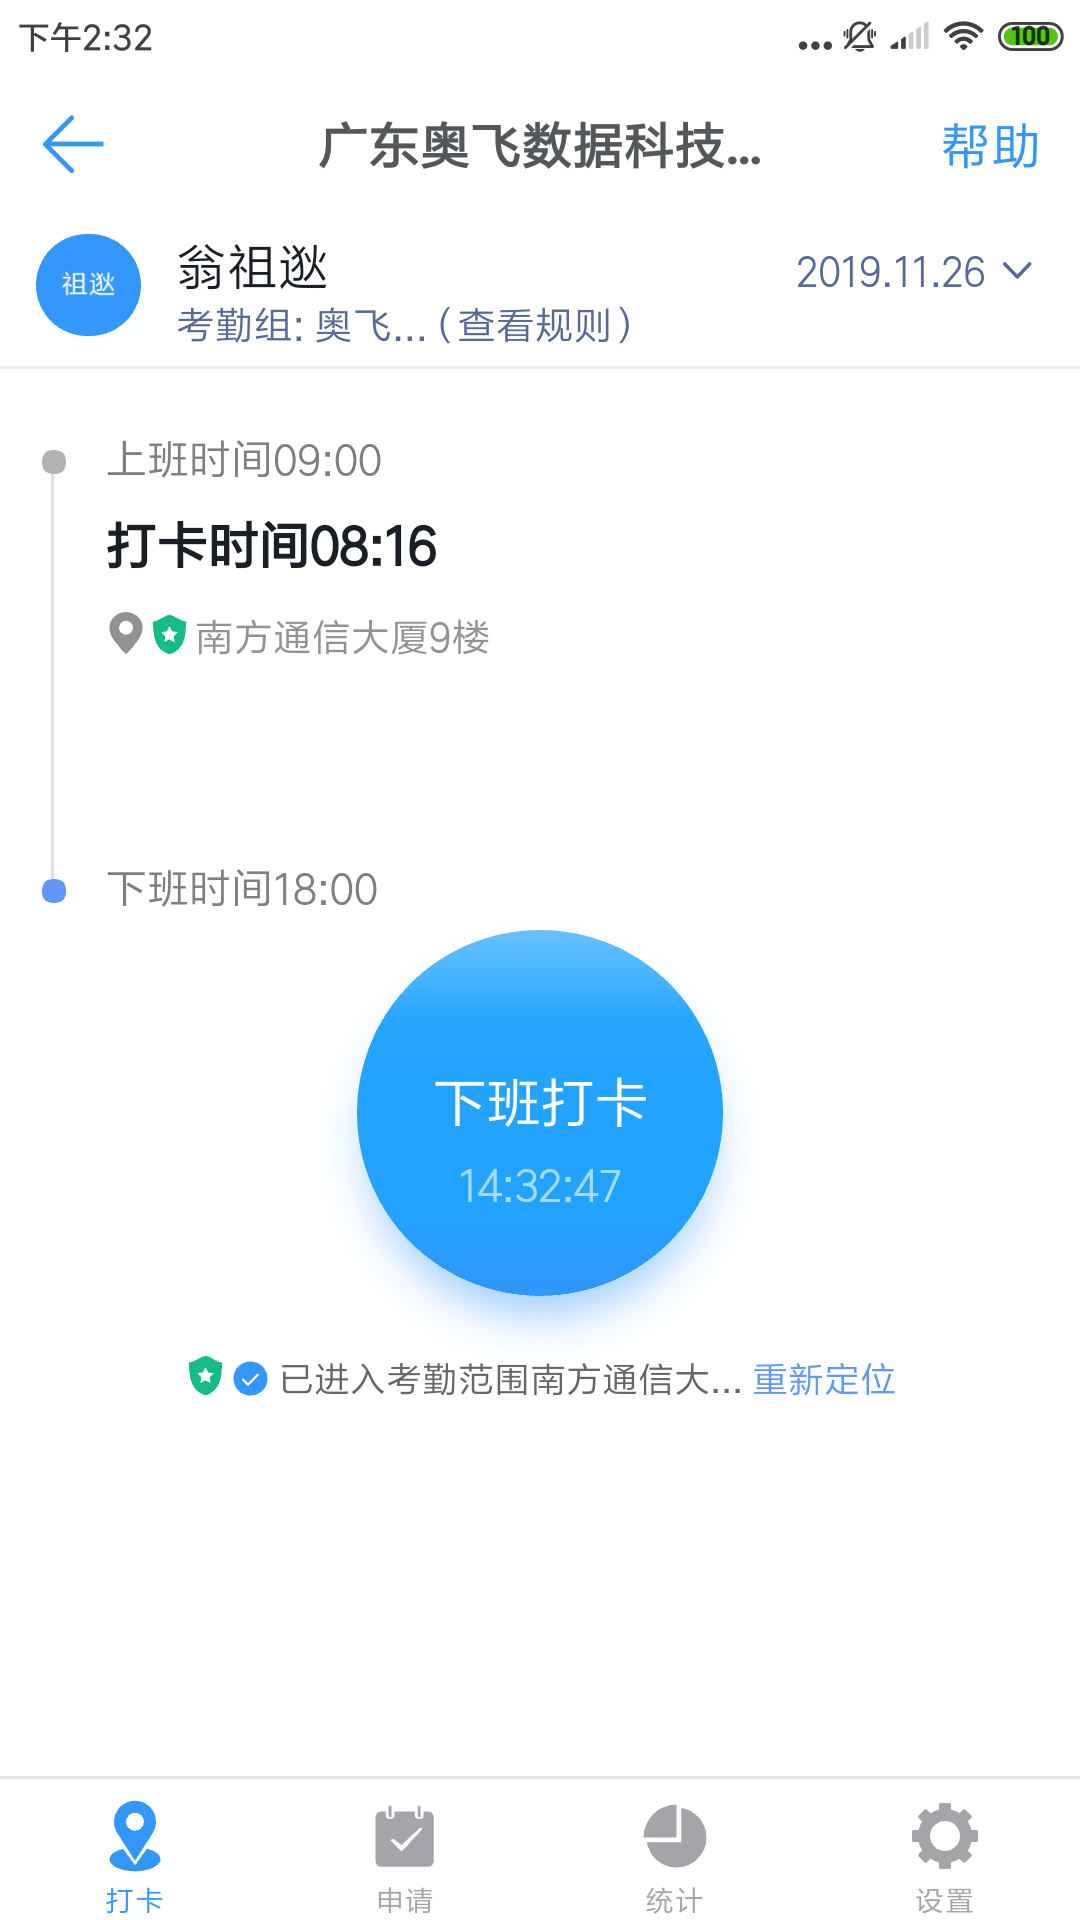 下午2:32
100
广东奥飞数据科技...
帮助
祖逖
翁祖逖
2019.11.26
考勤组: 奥飞...（查看规则）
上班时间09:00
打卡时间08:16
南方通信大厦9楼
下班时间18:00
下班打卡
14:32:47
已进入考勤范围南方通信大... 重新定位
打卡
申请
统计
设置